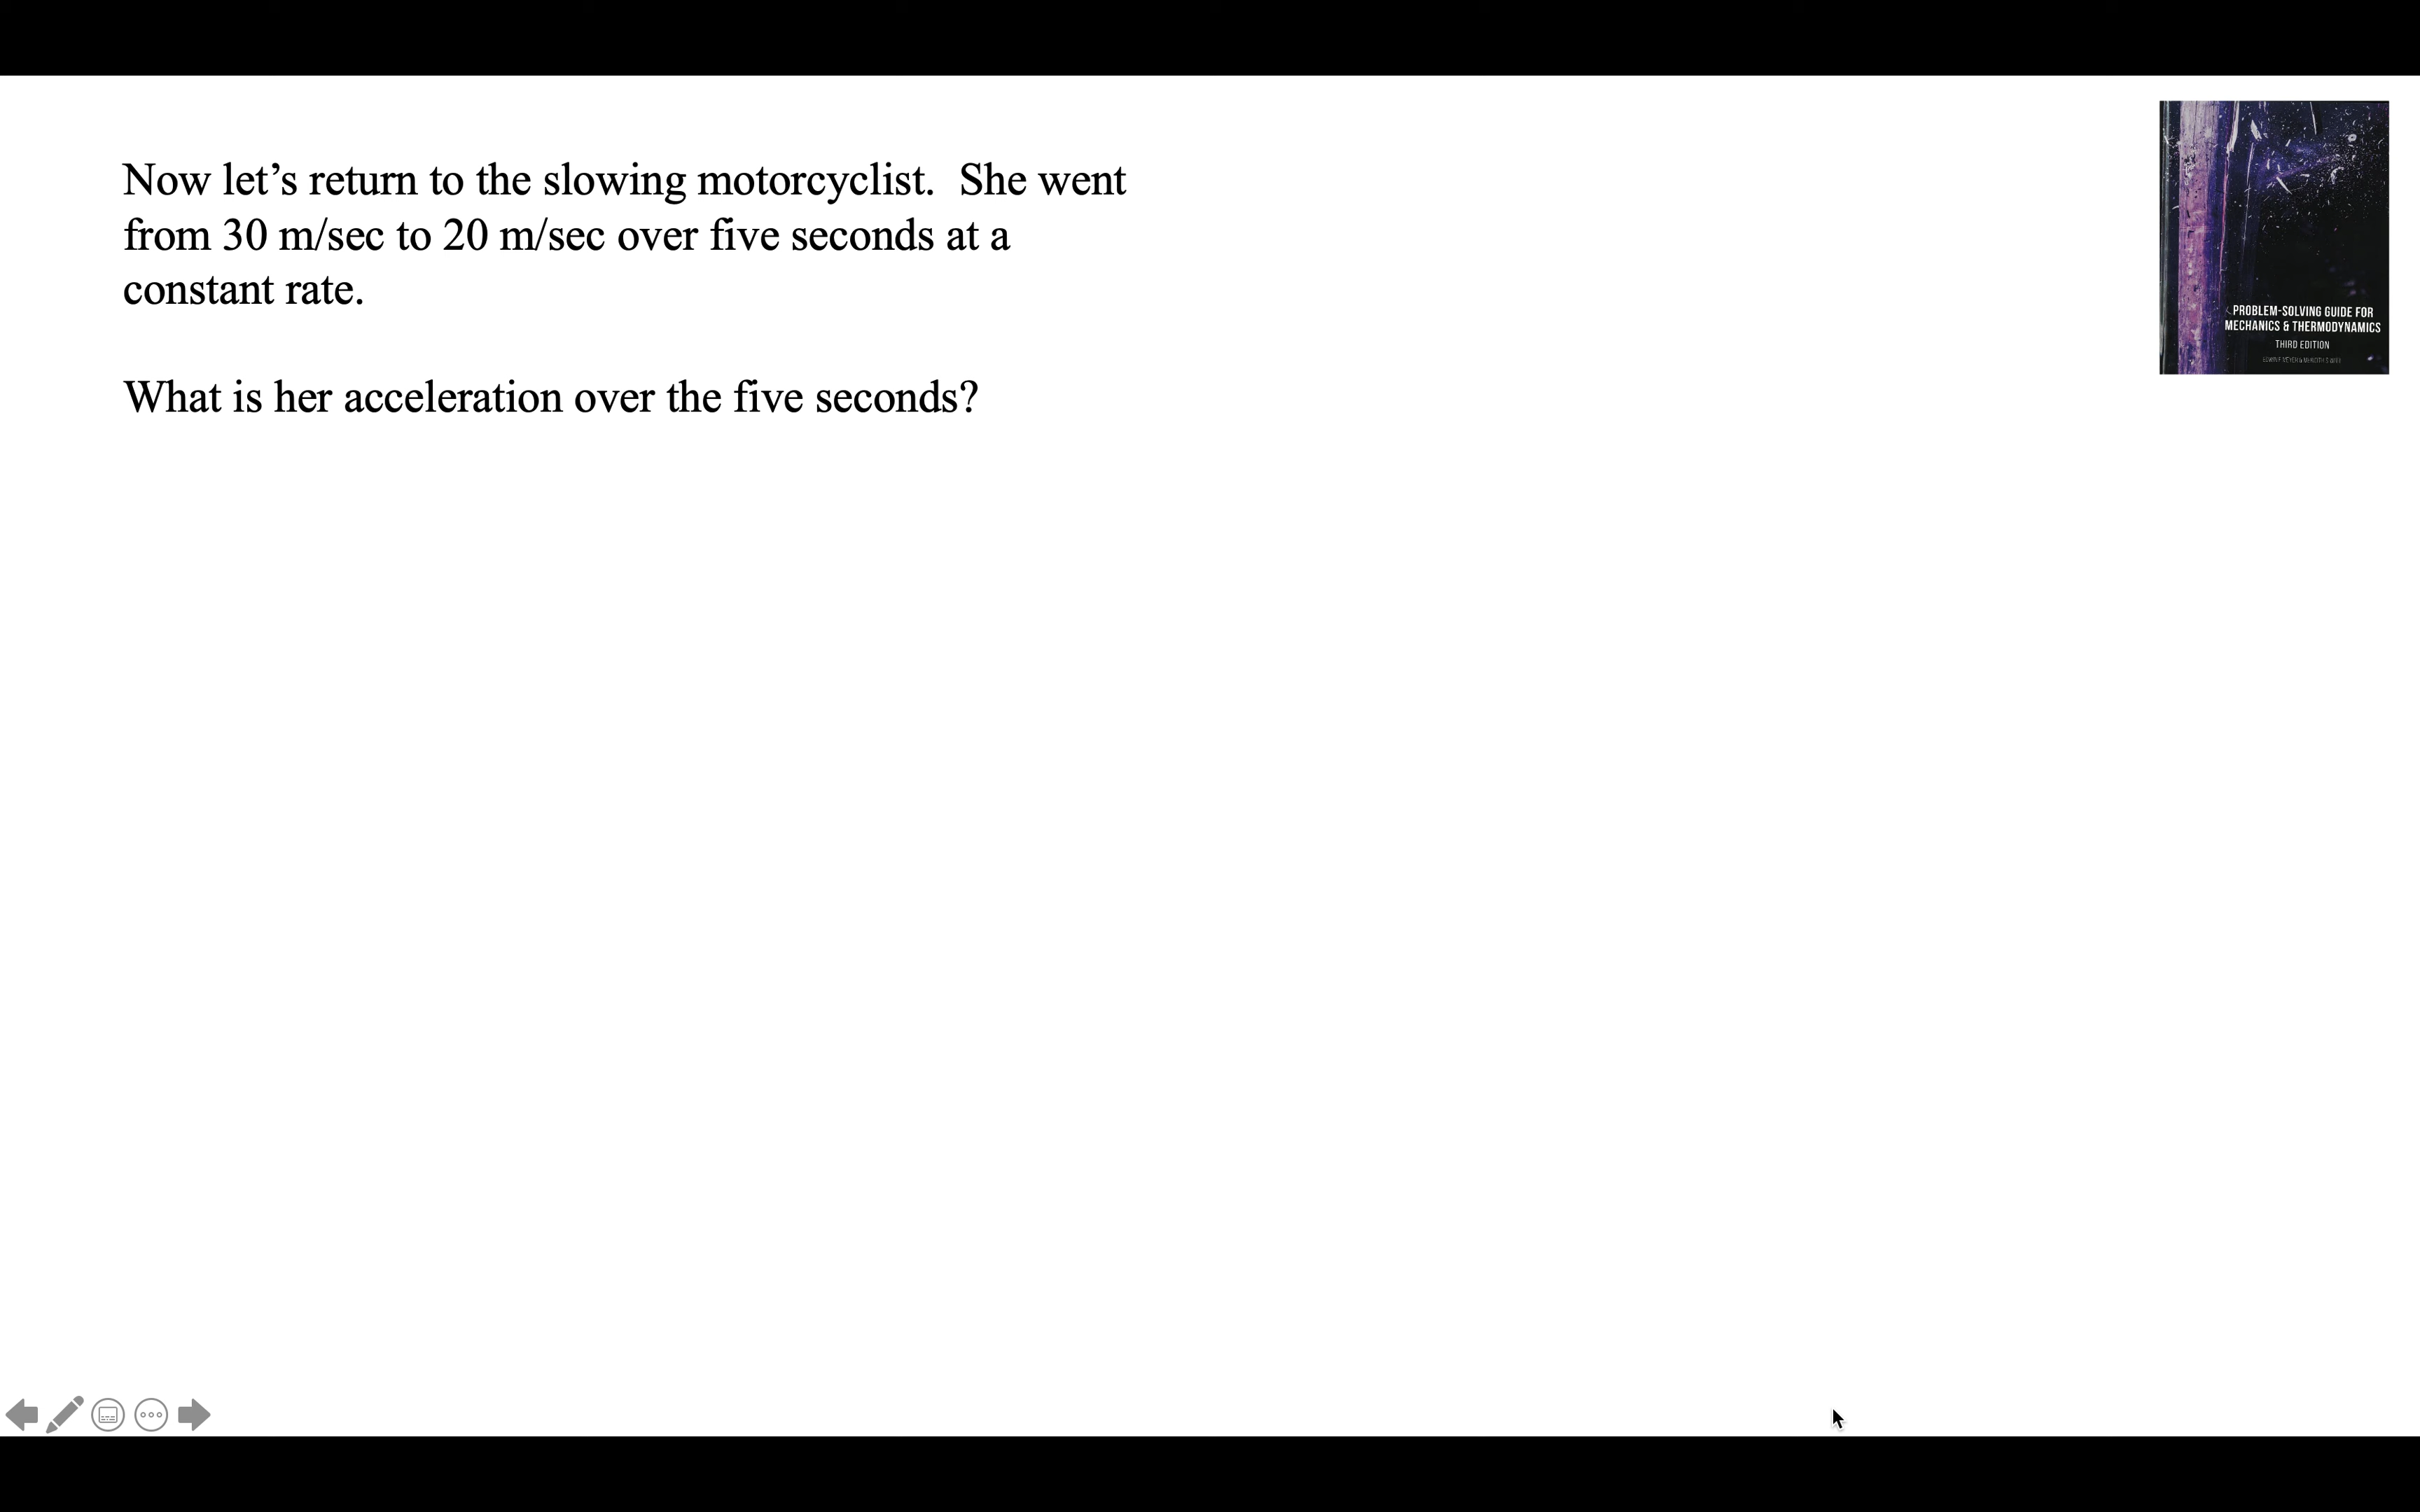 Now let’s return to the slowing motorcyclist.  She went
from 30 m/sec to 20 m/sec over five seconds at a
constant rate.
What is her acceleration over the five seconds?
PROBLEM-SOLVING GUIDE FOR
MECHANICS & THERMODYNAMICS
THIRD EDITION